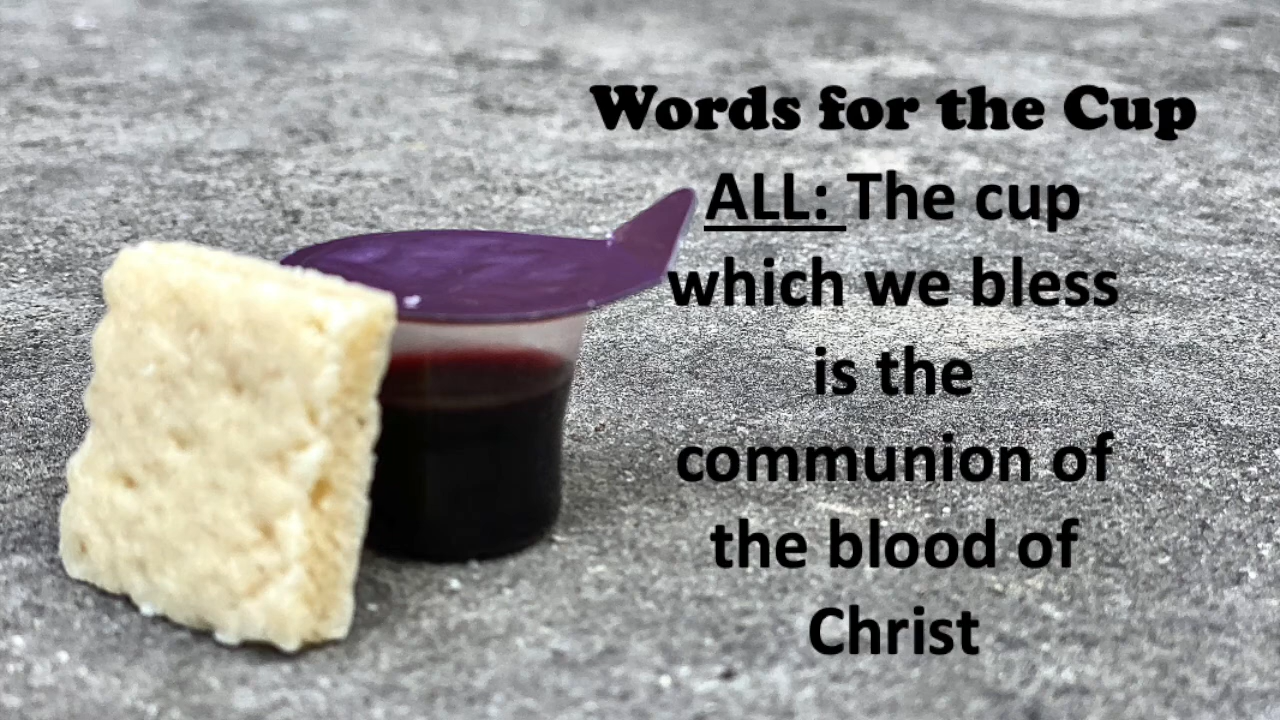 Words for the Cup
ALL: The cup
which we bless
is the
communion of
the blood of
Christ